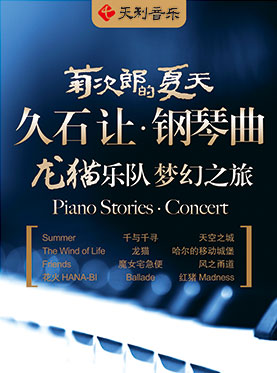 天刻音乐
菊次郎的夏天
久石让·钢琴曲
龙猫乐队 梦幻之旅
Piano Stories · Concert
Summer 千与千寻 天空之城
The Wind of Life 龙猫 哈尔的移动城堡
Friends 魔女宅急便 风之甬道
花火 HANA-BI Ballade 红猪 Madness